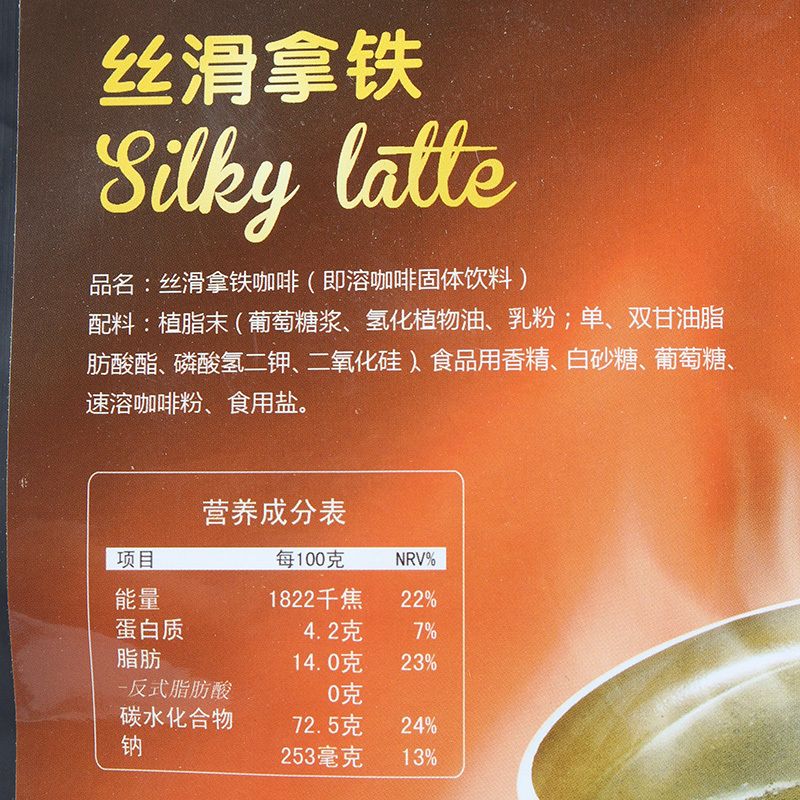 丝滑拿铁
Silky latte
品名：丝滑拿铁咖啡（即溶咖啡固体饮料）
配料：植脂末（葡萄糖浆、氢化植物油、乳粉；单、双甘油脂
肪酸酯、磷酸氢二钾、二氧化硅）、食品用香精、白砂糖、葡萄糖、
速溶咖啡粉、食用盐。
营养成分表
项目 每100克 NRV%
能量 1822千焦 22%
蛋白质 4.2克 7%
脂肪 14.0克 23%
-反式脂肪酸 0克
碳水化合物 72.5克 24%
钠 253毫克 13%